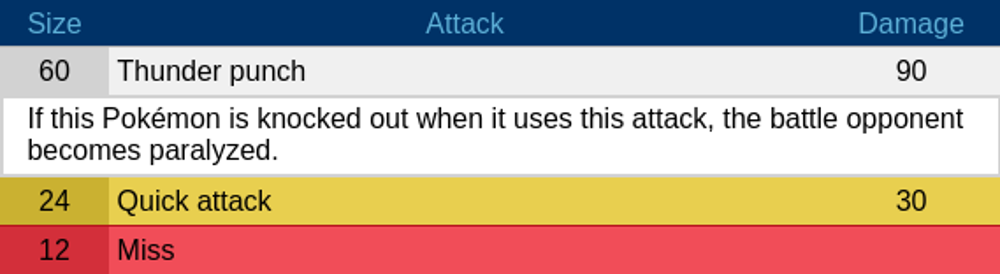 Size Attack Damage
60 Thunder punch 90
If this Pokémon is knocked out when it uses this attack, the battle opponent
becomes paralyzed.
24 Quick attack 30
12 Miss